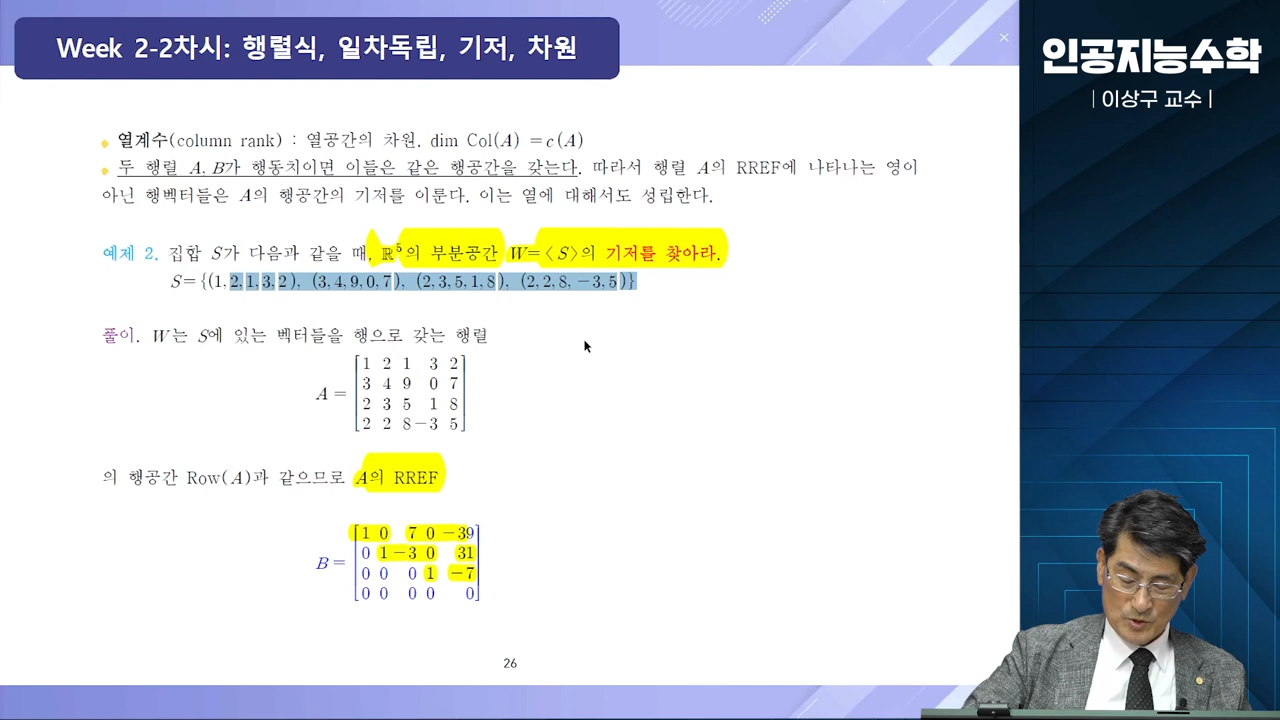 Week 2-2차시: 행렬식, 일차독립, 기저, 차원
인공지능수학
| 이상구 교수 |
• 열계수(column rank) : 열공간의 차원. dim Col(A) = c(A)
• 두 행렬 A, B가 행동치이면 이들은 같은 행공간을 갖는다. 따라서 행렬 A의 RREF에 나타나는 영이
아닌 행벡터들은 A의 행공간의 기저를 이룬다. 이는 열에 대해서도 성립한다.
예제 2. 집합 S가 다음과 같을 때, ℝ⁵의 부분공간 W=⟨S⟩의 기저를 찾아라.
S={(1,2,1,3,2), (3,4,9,0,7), (2,3,5,1,8), (2,2,8,−3,5)}
풀이. W는 S에 있는 벡터들을 행으로 갖는 행렬
A =
1 2 1 3 2
3 4 9 0 7
2 3 5 1 8
2 2 8 −3 5
의 행공간 Row(A)과 같으므로 A의 RREF
B =
1 0 7 0 −39
0 1 −3 0 31
0 0 0 1 −7
0 0 0 0 0
26